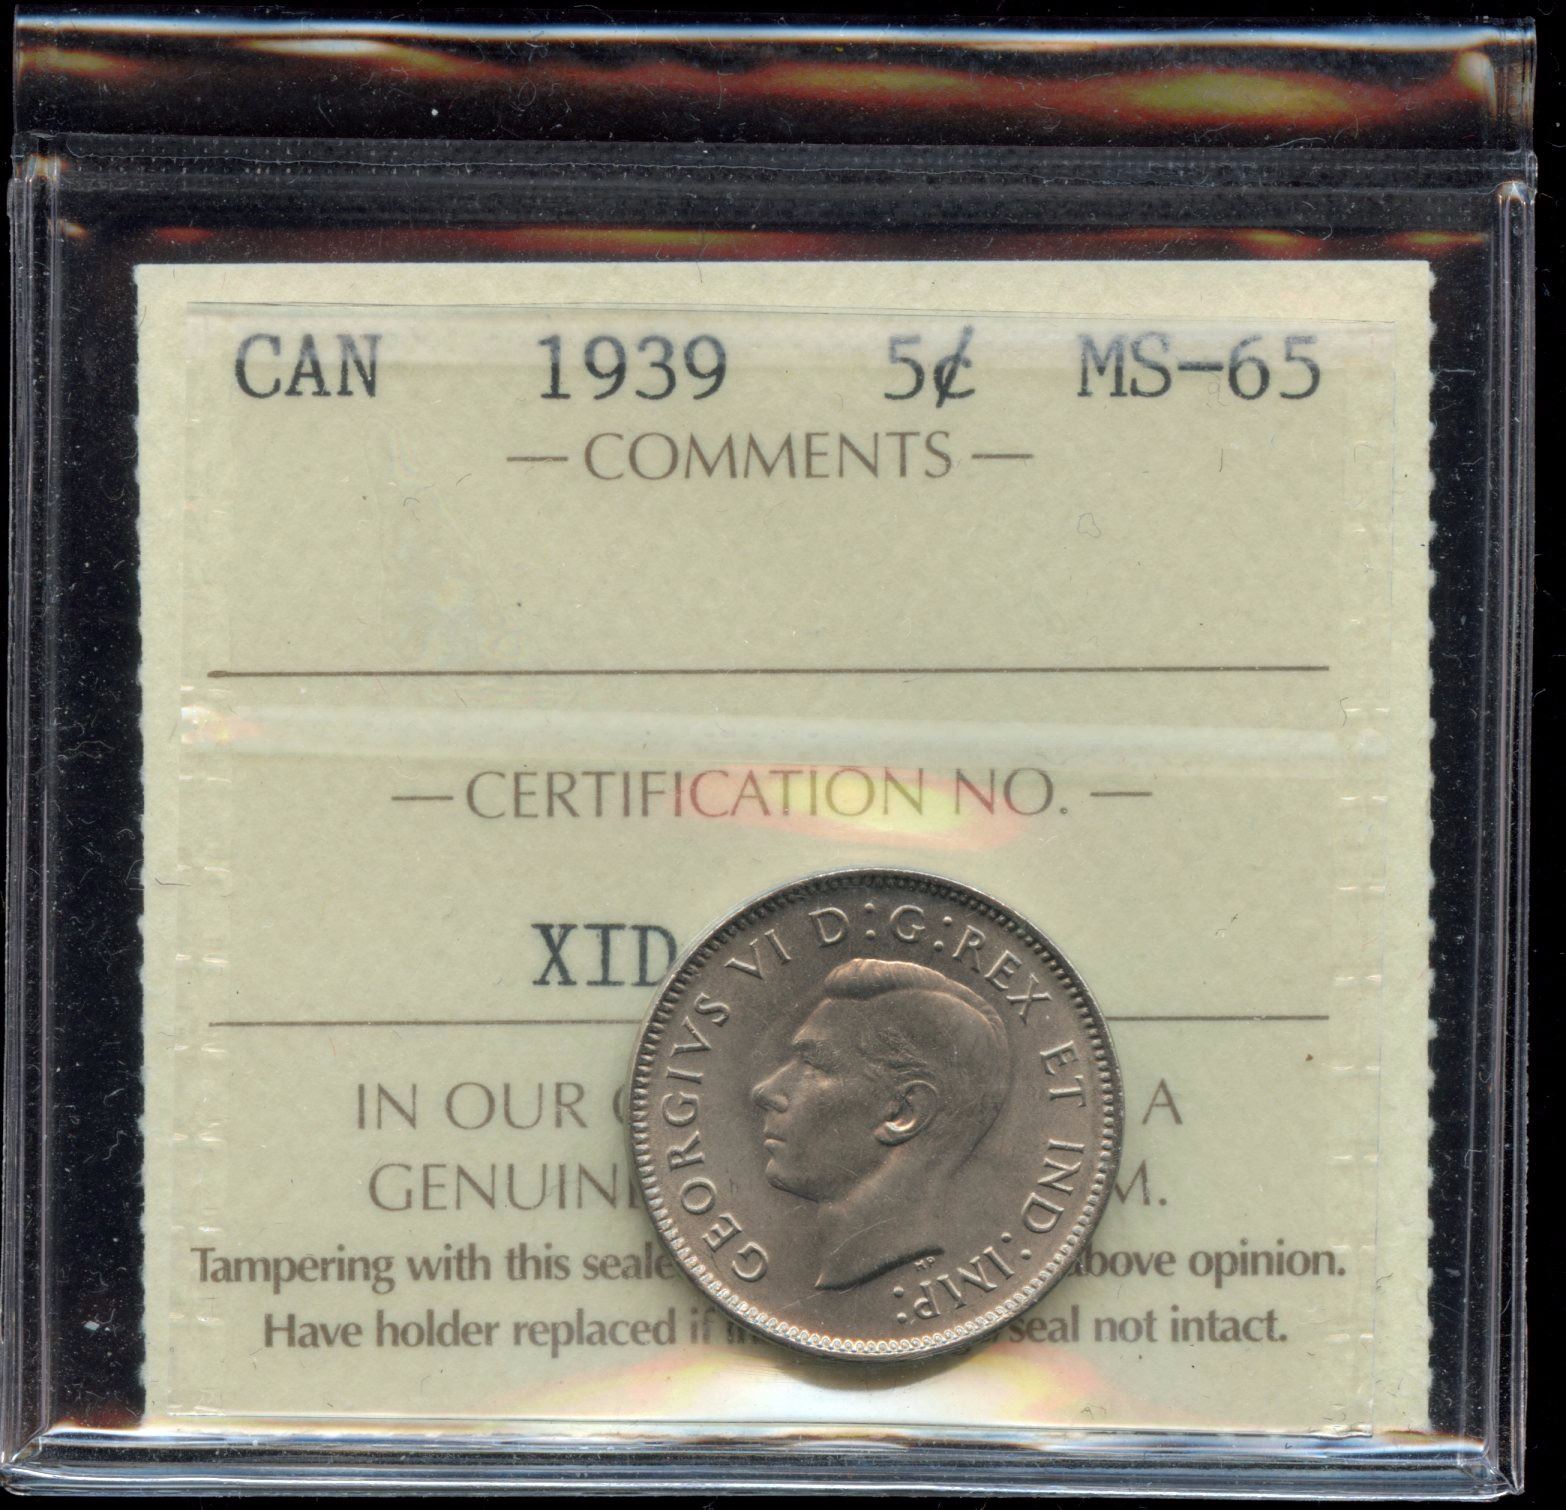 CAN 1939 5¢ MS-65
— COMMENTS —
— CERTIFICATION NO. —
XID
IN OUR A
GENUIN M.
Tampering with this seale above opinion.
Have holder replaced if seal not intact.
GEORGIVS VI D:G:REX ET IND:IMP:
HP